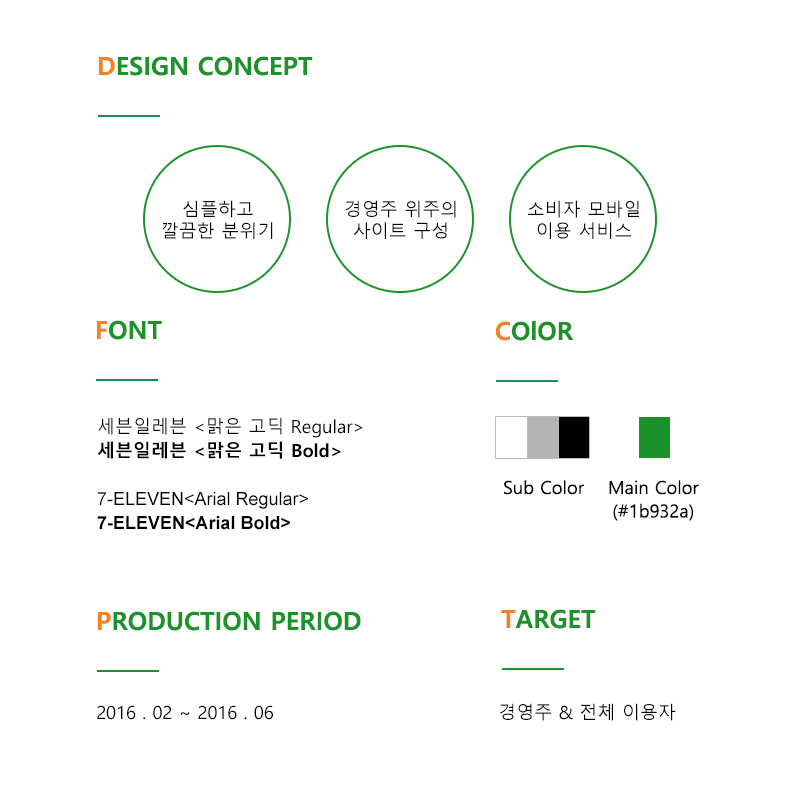 DESIGN CONCEPT
심플하고
깔끔한 분위기
경영주 위주의
사이트 구성
소비자 모바일
이용 서비스
FONT
세븐일레븐 <맑은 고딕 Regular>
세븐일레븐 <맑은 고딕 Bold>
7-ELEVEN<Arial Regular>
7-ELEVEN<Arial Bold>
COlOR
Sub Color
Main Color
(#1b932a)
PRODUCTION PERIOD
2016 . 02 ~ 2016 . 06
TARGET
경영주 & 전체 이용자